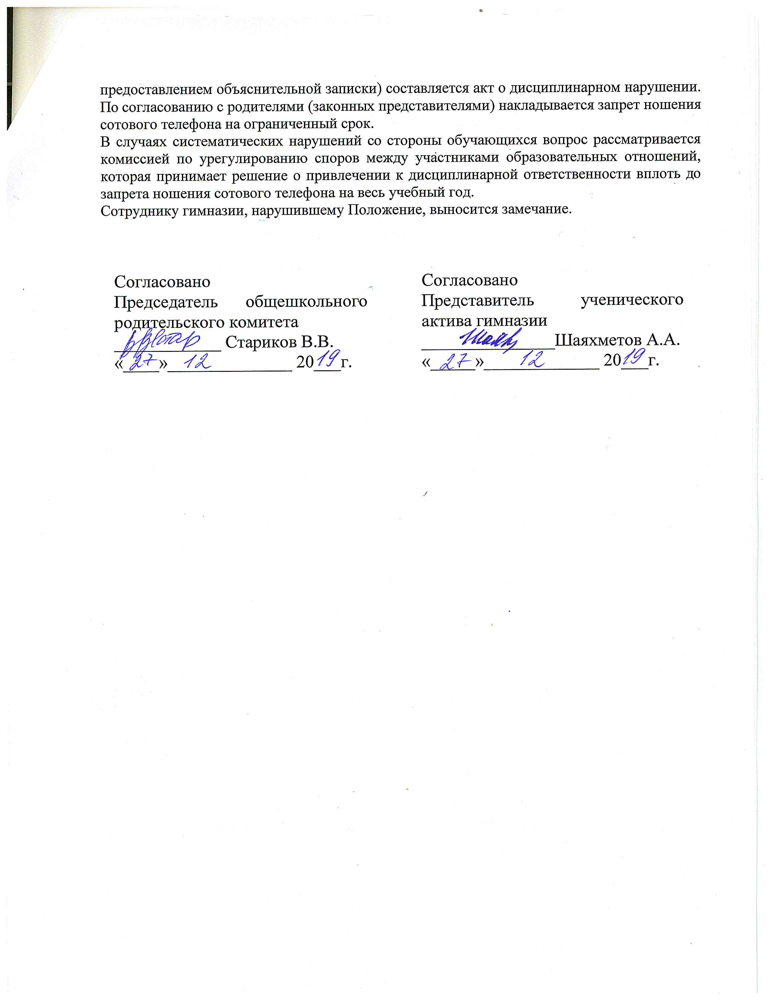 предоставлением объяснительной записки) составляется акт о дисциплинарном нарушении.
По согласованию с родителями (законных представителями) накладывается запрет ношения
сотового телефона на ограниченный срок.
В случаях систематических нарушений со стороны обучающихся вопрос рассматривается
комиссией по урегулированию споров между участниками образовательных отношений,
которая принимает решение о привлечении к дисциплинарной ответственности вплоть до
запрета ношения сотового телефона на весь учебный год.
Сотруднику гимназии, нарушившему Положение, выносится замечание.
Согласовано
Председатель общешкольного
родительского комитета
Стариков В.В.
«27» 12 2019г.
Согласовано
Представитель ученического
актива гимназии
Шаяхметов А.А.
«27» 12 2019г.